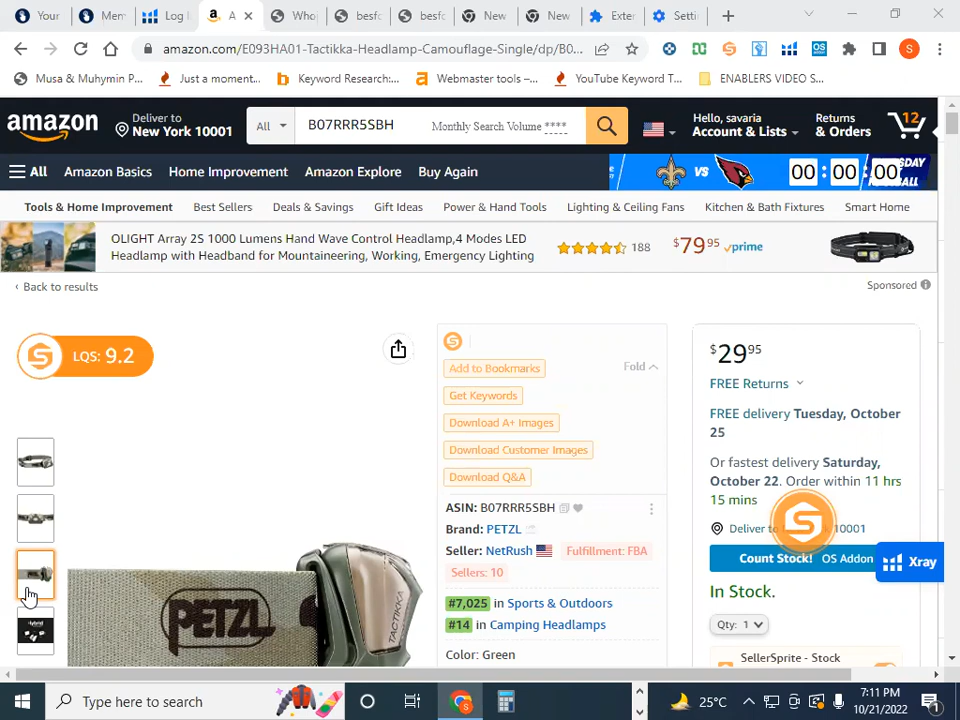 Your
Men
Log I
a
A
Who
besfo
besfo
New
New
Exter
Setti
amazon.com/E093HA01-Tactikka-Headlamp-Camouflage-Single/dp/B0...
S
Musa & Muhymin P...
Just a moment...
Keyword Research:...
Webmaster tools –...
YouTube Keyword T...
ENABLERS VIDEO S...
amazon
Deliver to
New York 10001
All
B07RRR5SBH
Monthly Search Volume ****
Hello, savaria
Account & Lists
Returns
& Orders
12
All
Amazon Basics
Home Improvement
Amazon Explore
Buy Again
VS
00 : 00 : 00
Tools & Home Improvement
Best Sellers
Deals & Savings
Gift Ideas
Power & Hand Tools
Lighting & Ceiling Fans
Kitchen & Bath Fixtures
Smart Home
OLIGHT Array 2S 1000 Lumens Hand Wave Control Headlamp,4 Modes LED
Headlamp with Headband for Mountaineering, Working, Emergency Lighting
188
$79 95
prime
‹ Back to results
Sponsored
LQS: 9.2
Add to Bookmarks
Fold
Get Keywords
Download A+ Images
Download Customer Images
Download Q&A
ASIN: B07RRR5SBH
Brand: PETZL
Seller: NetRush
Fulfillment: FBA
Sellers: 10
#7,025 in Sports & Outdoors
#14 in Camping Headlamps
Color: Green
Hybrid
PETZL
TACTIKKA
$29 95
FREE Returns
FREE delivery Tuesday, October
25
Or fastest delivery Saturday,
October 22. Order within 11 hrs
15 mins
Deliver to
10001
Count Stock!
OS Addon
Xray
In Stock.
Qty: 1
SellerSprite - Stock
Type here to search
25°C
7:11 PM
10/21/2022
1